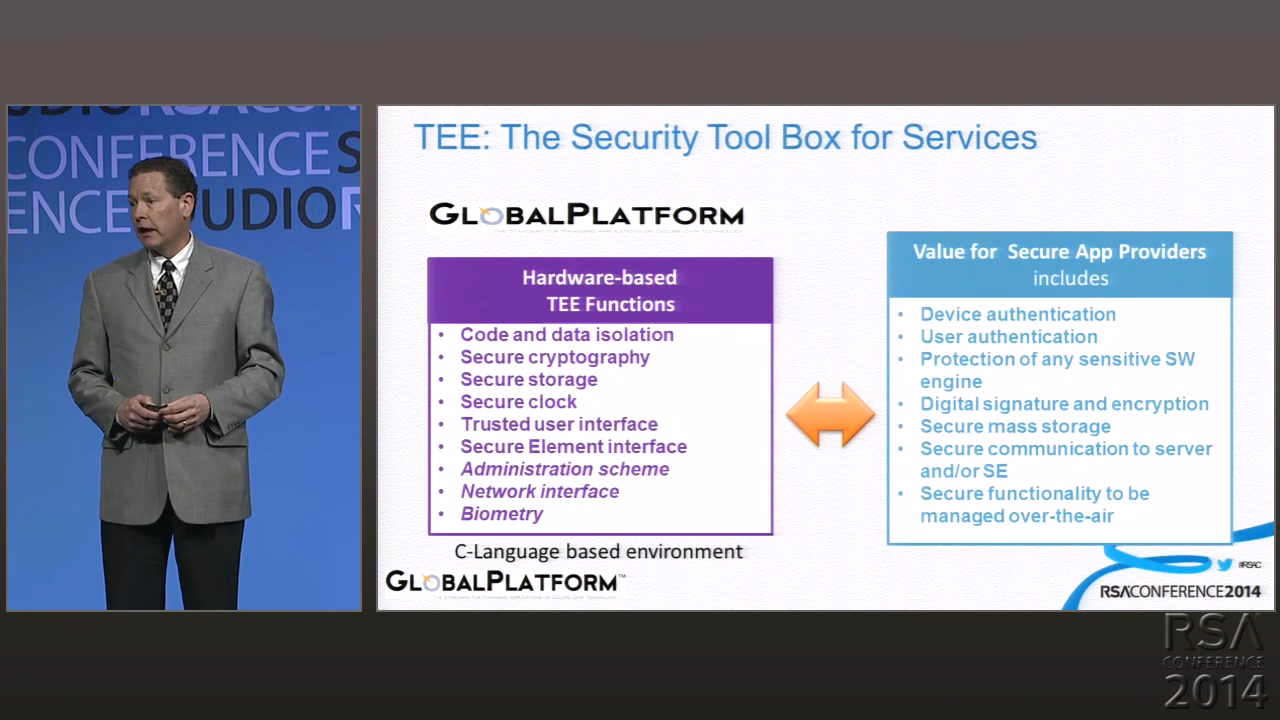 UDIO RSACON
CONFERENCE S
ENCE UDIO R
TEE: The Security Tool Box for Services
GLOBALPLATFORM
Hardware-based
TEE Functions
• Code and data isolation
• Secure cryptography
• Secure storage
• Secure clock
• Trusted user interface
• Secure Element interface
• Administration scheme
• Network interface
• Biometry
C-Language based environment
GLOBALPLATFORM™
Value for Secure App Providers
includes
• Device authentication
• User authentication
• Protection of any sensitive SW
engine
• Digital signature and encryption
• Secure mass storage
• Secure communication to server
and/or SE
• Secure functionality to be
managed over-the-air
#RSAC
RSACONFERENCE2014
RSA
CONFERENCE
2014